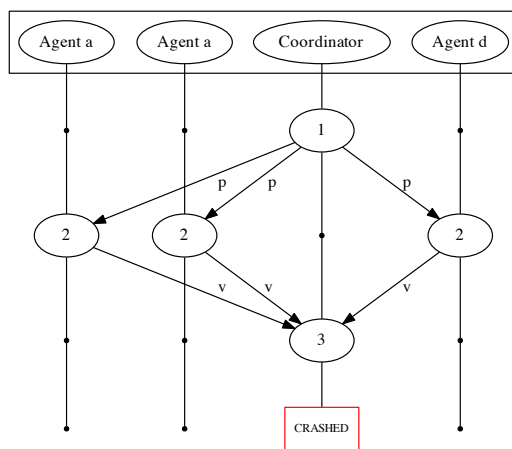 Agent a Agent a Coordinator Agent d
1
p p p
2 2 2
v v v
3
CRASHED